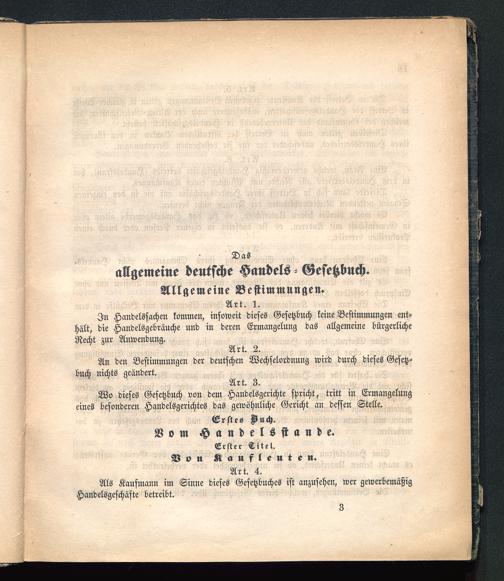 Das
allgemeine deutsche Handels-Gesetzbuch.
Allgemeine Bestimmungen.
Art. 1.
In Handelssachen kommen, insoweit dieses Gesetzbuch keine Bestimmungen ent-
hält, die Handelsgebräuche und in deren Ermangelung das allgemeine bürgerliche
Recht zur Anwendung.
Art. 2.
An den Bestimmungen der deutschen Wechselordnung wird durch dieses Gesetz-
buch nichts geändert.
Art. 3.
Wo dieses Gesetzbuch von dem Handelsgerichte spricht, tritt in Ermangelung
eines besonderen Handelsgerichtes das gewöhnliche Gericht an dessen Stelle.
Erstes Buch.
Vom Handelsstande.
Erster Titel.
Von Kaufleuten.
Art. 4.
Als Kaufmann im Sinne dieses Gesetzbuches ist anzusehen, wer gewerbemäßig
Handelsgeschäfte betreibt.
3